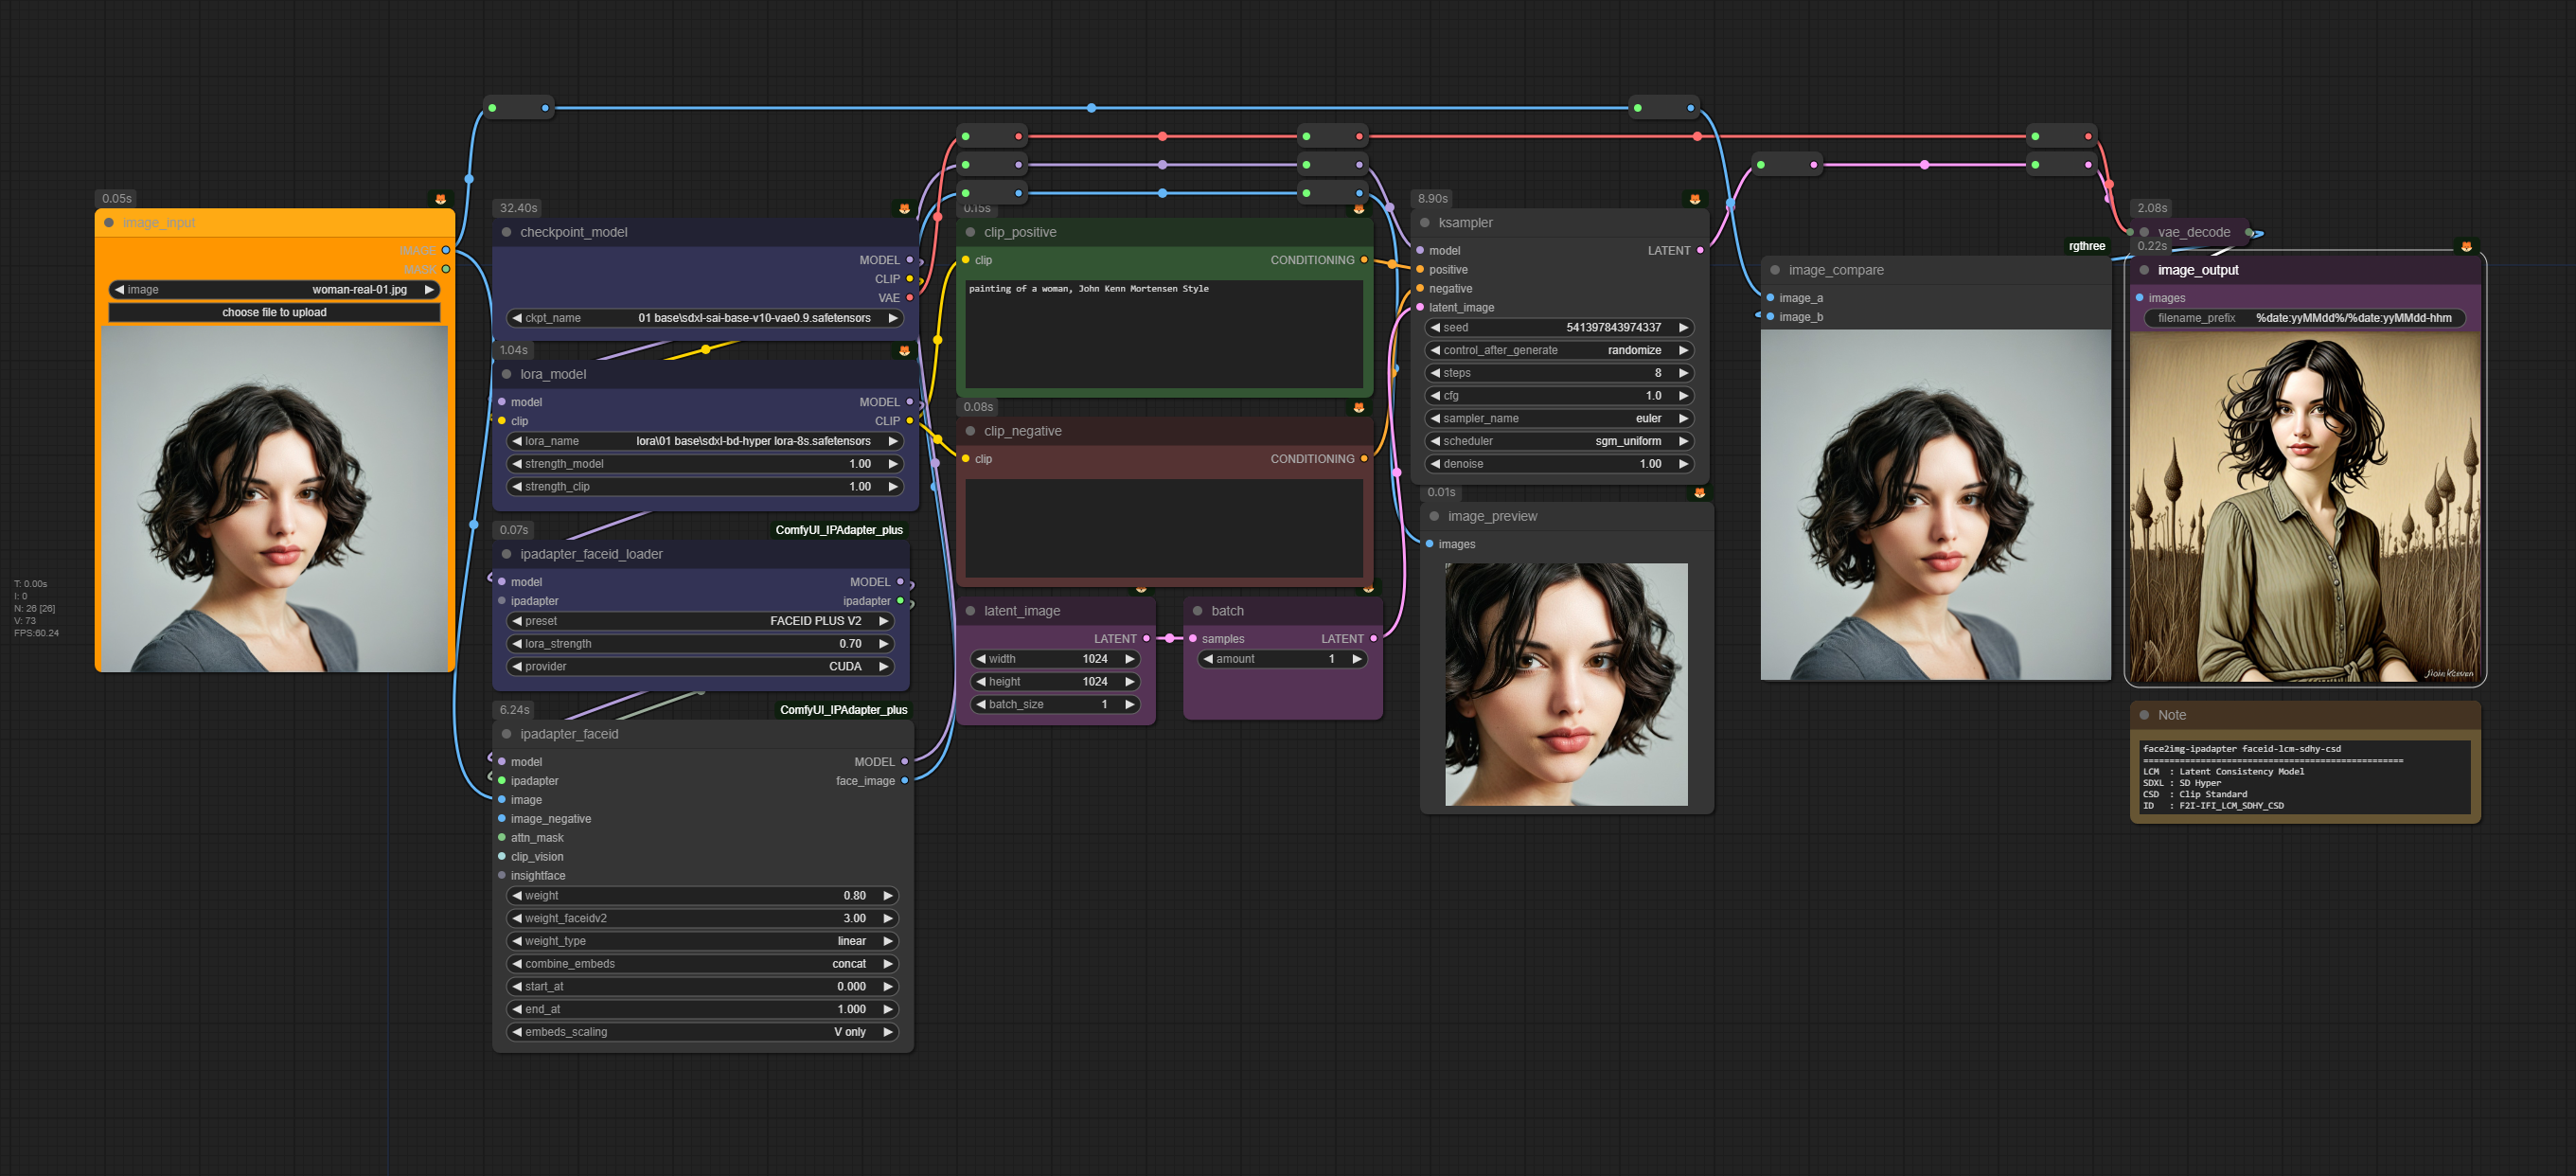 0.05s
image_input
IMAGE
MASK
image woman-real-01.jpg
choose file to upload
T: 0.00s
I: 0
N: 26 [26]
V: 73
FPS:60.24
32.40s
checkpoint_model
MODEL
CLIP
VAE
ckpt_name 01 base\sdxl-sai-base-v10-vae0.9.safetensors
1.04s
lora_model
model MODEL
clip CLIP
lora_name lora\01 base\sdxl-bd-hyper lora-8s.safetensors
strength_model 1.00
strength_clip 1.00
0.07s ComfyUI_IPAdapter_plus
ipadapter_faceid_loader
model MODEL
ipadapter ipadapter
preset FACEID PLUS V2
lora_strength 0.70
provider CUDA
6.24s ComfyUI_IPAdapter_plus
ipadapter_faceid
model MODEL
ipadapter face_image
image
image_negative
attn_mask
clip_vision
insightface
weight 0.80
weight_faceidv2 3.00
weight_type linear
combine_embeds concat
start_at 0.000
end_at 1.000
embeds_scaling V only
0.15s
clip_positive
clip CONDITIONING
painting of a woman, John Kenn Mortensen Style
0.08s
clip_negative
clip CONDITIONING
latent_image
LATENT
width 1024
height 1024
batch_size 1
batch
samples LATENT
amount 1
8.90s
ksampler
model LATENT
positive
negative
latent_image
seed 541397843974337
control_after_generate randomize
steps 8
cfg 1.0
sampler_name euler
scheduler sgm_uniform
denoise 1.00
0.01s
image_preview
images
rgthree
image_compare
image_a
image_b
2.08s
vae_decode
0.22s
image_output
images
filename_prefix %date:yyMMdd%/%date:yyMMdd-hhm
Note
face2img-ipadapter faceid-lcm-sdhy-csd
==================================================
LCM : Latent Consistency Model
SDXL : SD Hyper
CSD : Clip Standard
ID : F2I-IFI_LCM_SDHY_CSD